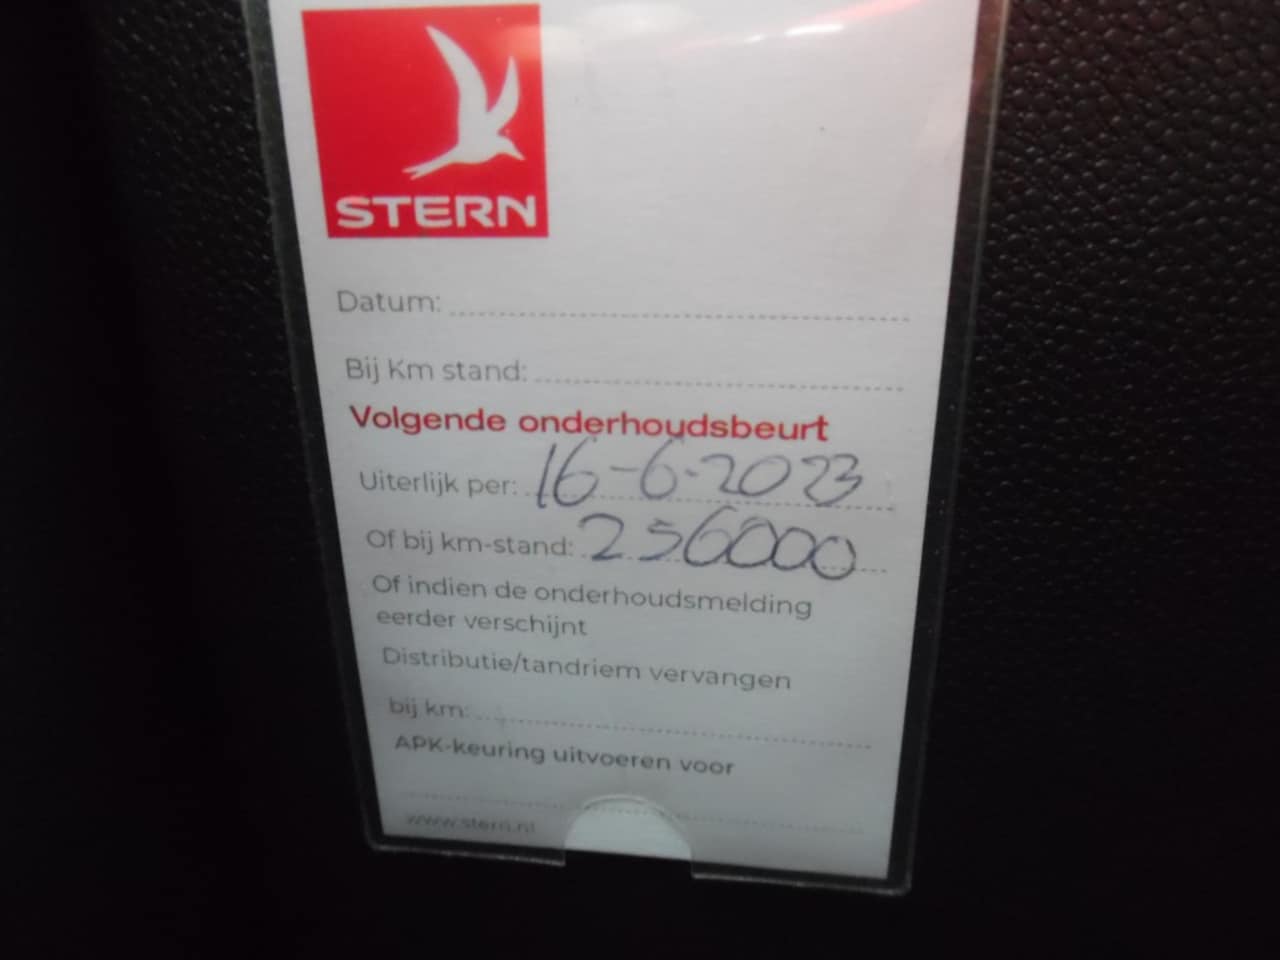 STERN
Datum:
Bij Km stand:
Volgende onderhoudsbeurt
Uiterlijk per: 16-6-2023
Of bij km-stand: 256000
Of indien de onderhoudsmelding
eerder verschijnt
Distributie/tandriem vervangen
bij km:
APK-keuring uitvoeren voor
www.stern.nl